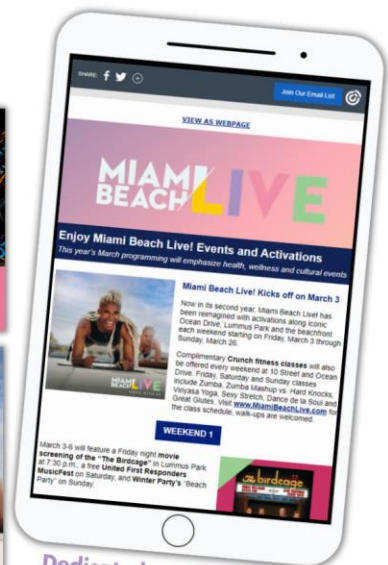 SHARE:
Join Our Email List
VIEW AS WEBPAGE
MIAMI
BEACH
LIVE
Enjoy Miami Beach Live! Events and Activations
This year's March programming will emphasize health, wellness and cultural events
Miami Beach Live! Kicks off on March 3
Now in its second year, Miami Beach Live! has
been reimagined with activations along iconic
Ocean Drive, Lummus Park and the beachfront
each weekend starting on Friday, March 3 through
Sunday, March 26.
Complimentary Crunch fitness classes will also
be offered every weekend at 10 Street and Ocean
Drive. Friday, Saturday and Sunday classes
include Zumba, Zumba Mashup vs. Hard Knocks,
Vinyasa Yoga, Sexy Stretch, Dance de la Soul and
Great Glutes. Visit www.MiamiBeachLive.com for
the class schedule, walk-ups are welcomed.
MIAMI
BEACH
LIVE
WEEKEND 1
March 3-6 will feature a Friday night movie
screening of the "The Birdcage" in Lummus Park
at 7:30 p.m., a free United First Responders
MusicFest on Saturday, and Winter Party's "Beach
Party" on Sunday.
the birdcage
Dedicated